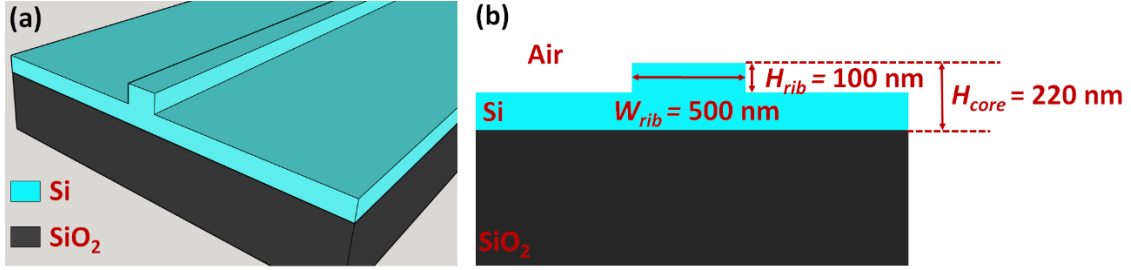 (a)
Si
SiO2
(b)
Air
Hrib = 100 nm
Hcore = 220 nm
Si
Wrib = 500 nm
SiO2